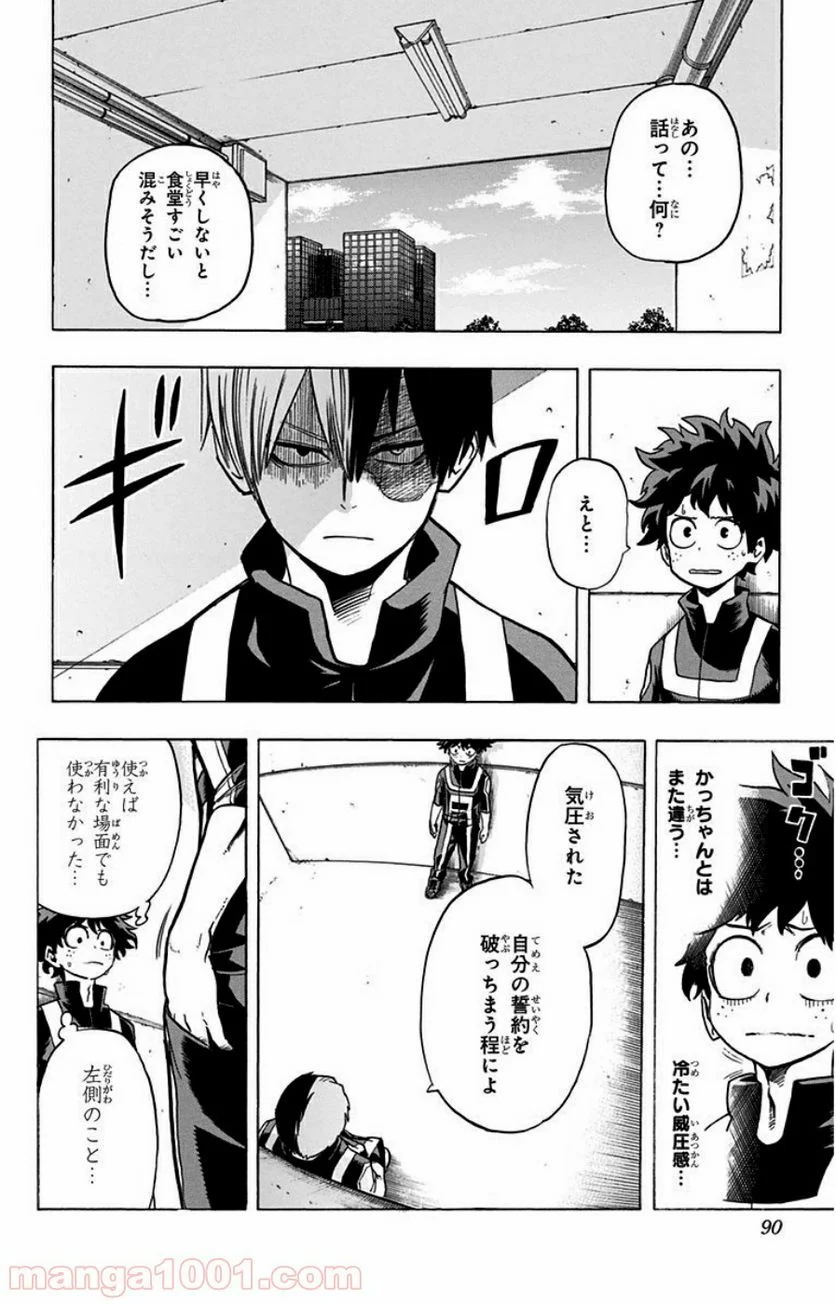 あの…
話って…何?
早くしないと
食堂すごい
混みそうだし…
えと…
ギロ
ゴク…
かっちゃんとは
また違う…
冷たい威圧感…
気圧された
自分の誓約を
破っちまう程によ
使えば
有利な場面でも
使わなかった…
左側のこと…
90
manga1001.com